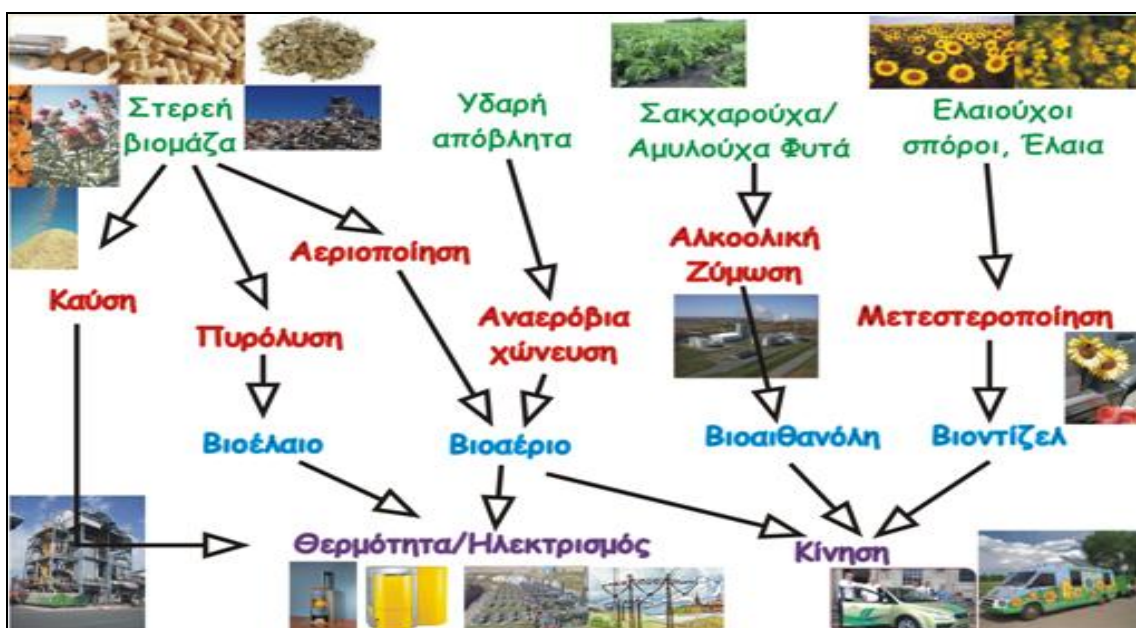 Στερεή
βιομάζα
Υδαρή
απόβλητα
Σακχαρούχα/
Αμυλούχα Φυτά
Ελαιούχοι
σπόροι, Έλαια
Αεριοποίηση
Αλκοολική
Ζύμωση
Καύση
Πυρόλυση
Αναερόβια
χώνευση
Μετεστεροποίηση
Βιοέλαιο
Βιοαέριο
Βιοαιθανόλη
Βιοντίζελ
Θερμότητα/Ηλεκτρισμός
Κίνηση